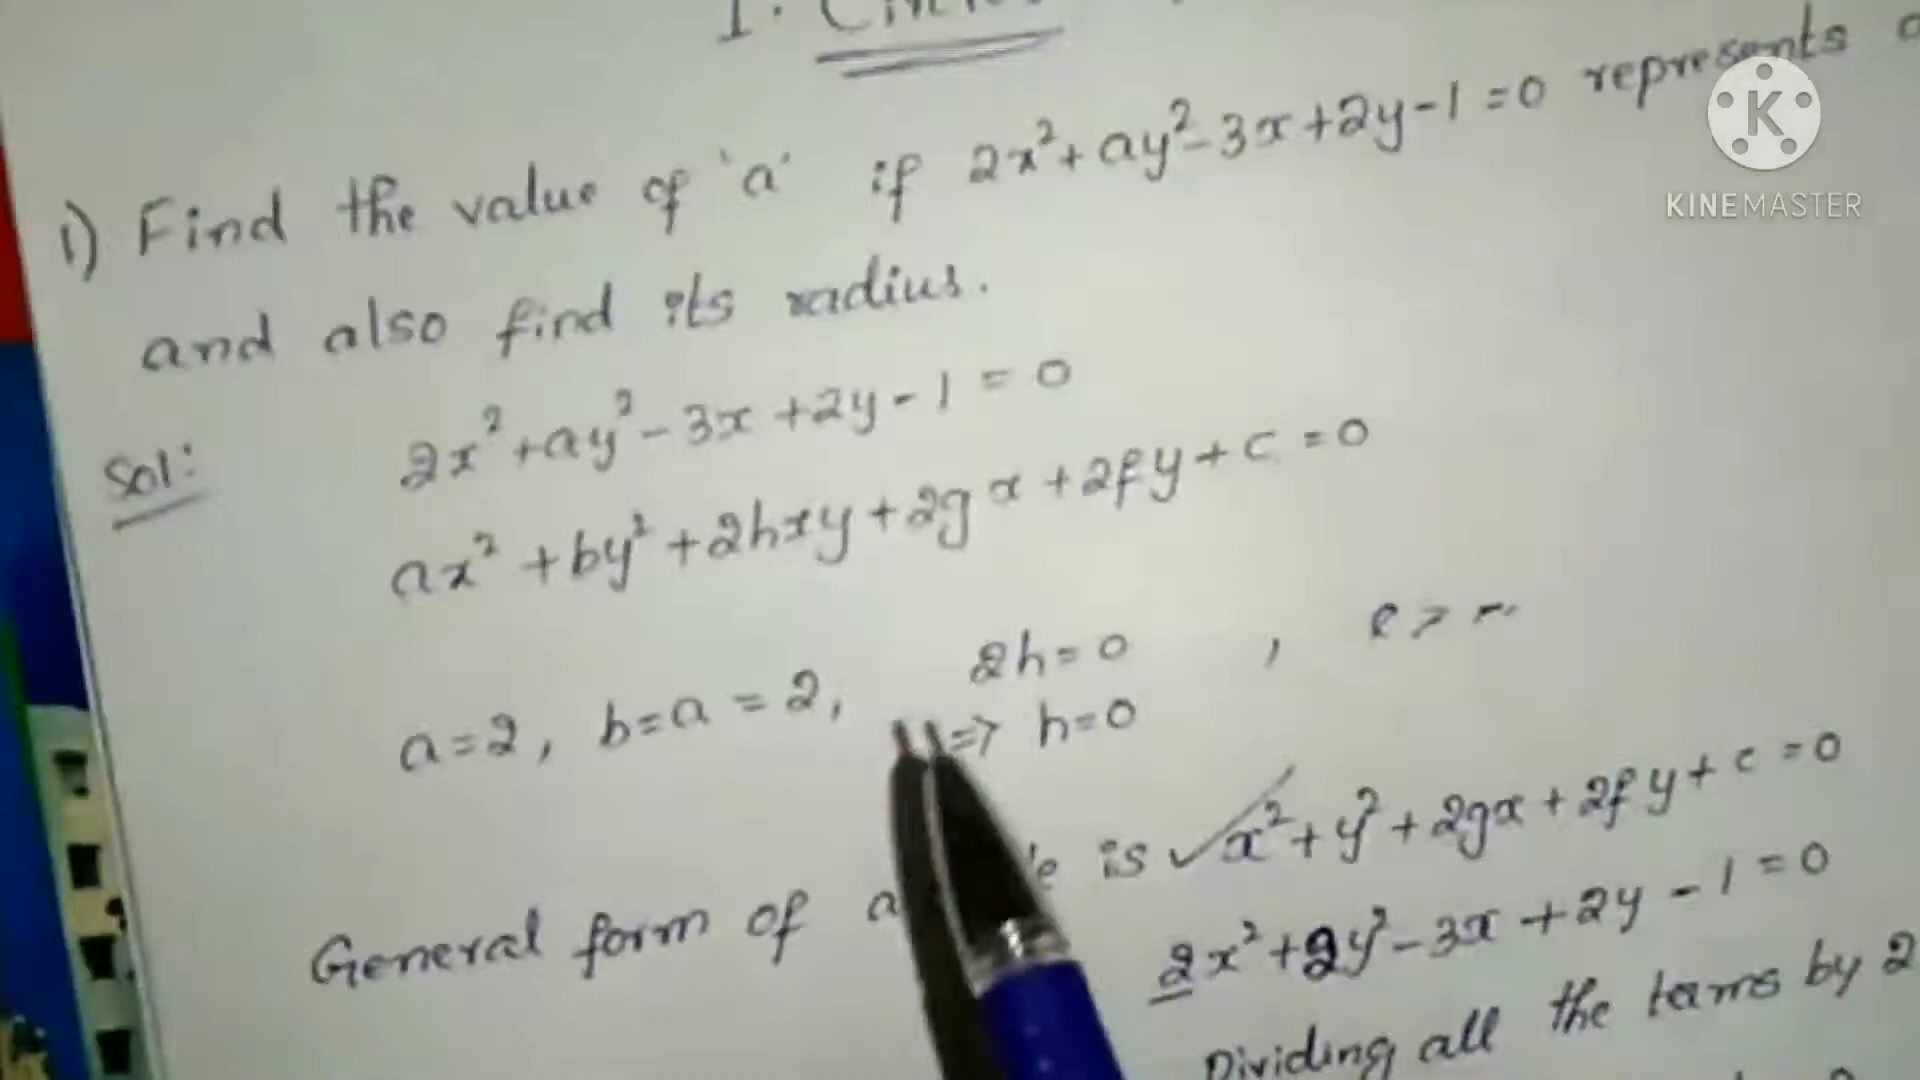 1) Find the value of 'a' if 2x²+ay²-3x+2y-1=0 represents
and also find its radius.
Sol: 2x²+ay²-3x+2y-1=0
ax²+by²+2hxy+2gx+2fy+c=0
a=2, b=a=2, 2h=0 ,
=> h=0
General form of a is ✓x²+y²+2gx+2fy+c=0
2x²+2y²-3x+2y-1=0
Dividing all the terms by 2
K
KINEMASTER